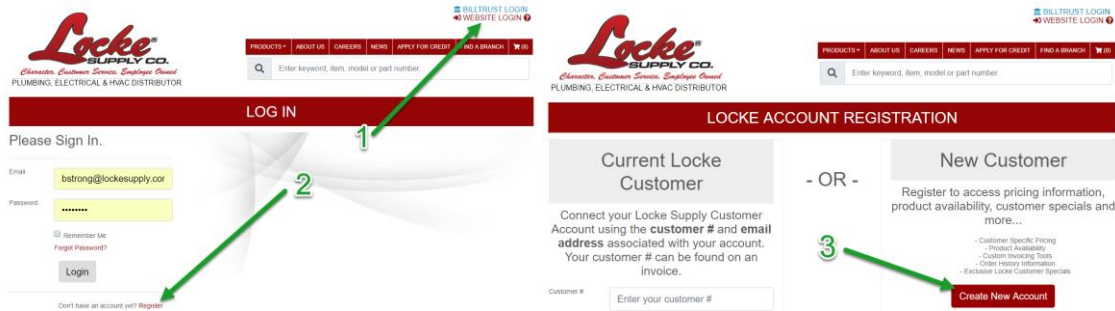 BILLTRUST LOGIN
WEBSITE LOGIN
Locke®
SUPPLY CO.
Character, Customer Service, Employee Owned
PLUMBING, ELECTRICAL & HVAC DISTRIBUTOR
PRODUCTS
ABOUT US
CAREERS
NEWS
APPLY FOR CREDIT
FIND A BRANCH
(0)
Enter keyword, item, model or part number.
LOG IN
1
Please Sign In.
Email
bstrong@lockesupply.cor
2
Password
Remember Me
Forgot Password?
Login
Don't have an account yet? Register
BILLTRUST LOGIN
WEBSITE LOGIN
Locke®
SUPPLY CO.
Character, Customer Service, Employee Owned
PLUMBING, ELECTRICAL & HVAC DISTRIBUTOR
PRODUCTS
ABOUT US
CAREERS
NEWS
APPLY FOR CREDIT
FIND A BRANCH
(0)
Enter keyword, item, model or part number.
LOCKE ACCOUNT REGISTRATION
Current Locke
Customer
Connect your Locke Supply Customer
Account using the customer # and email
address associated with your account.
Your customer # can be found on an
invoice.
Customer #
Enter your customer #
- OR -
3
New Customer
Register to access pricing information,
product availability, customer specials and
more...
- Customer Specific Pricing
- Product Availability
- Custom Invoicing Tools
- Order History Information
- Exclusive Locke Customer Specials
Create New Account